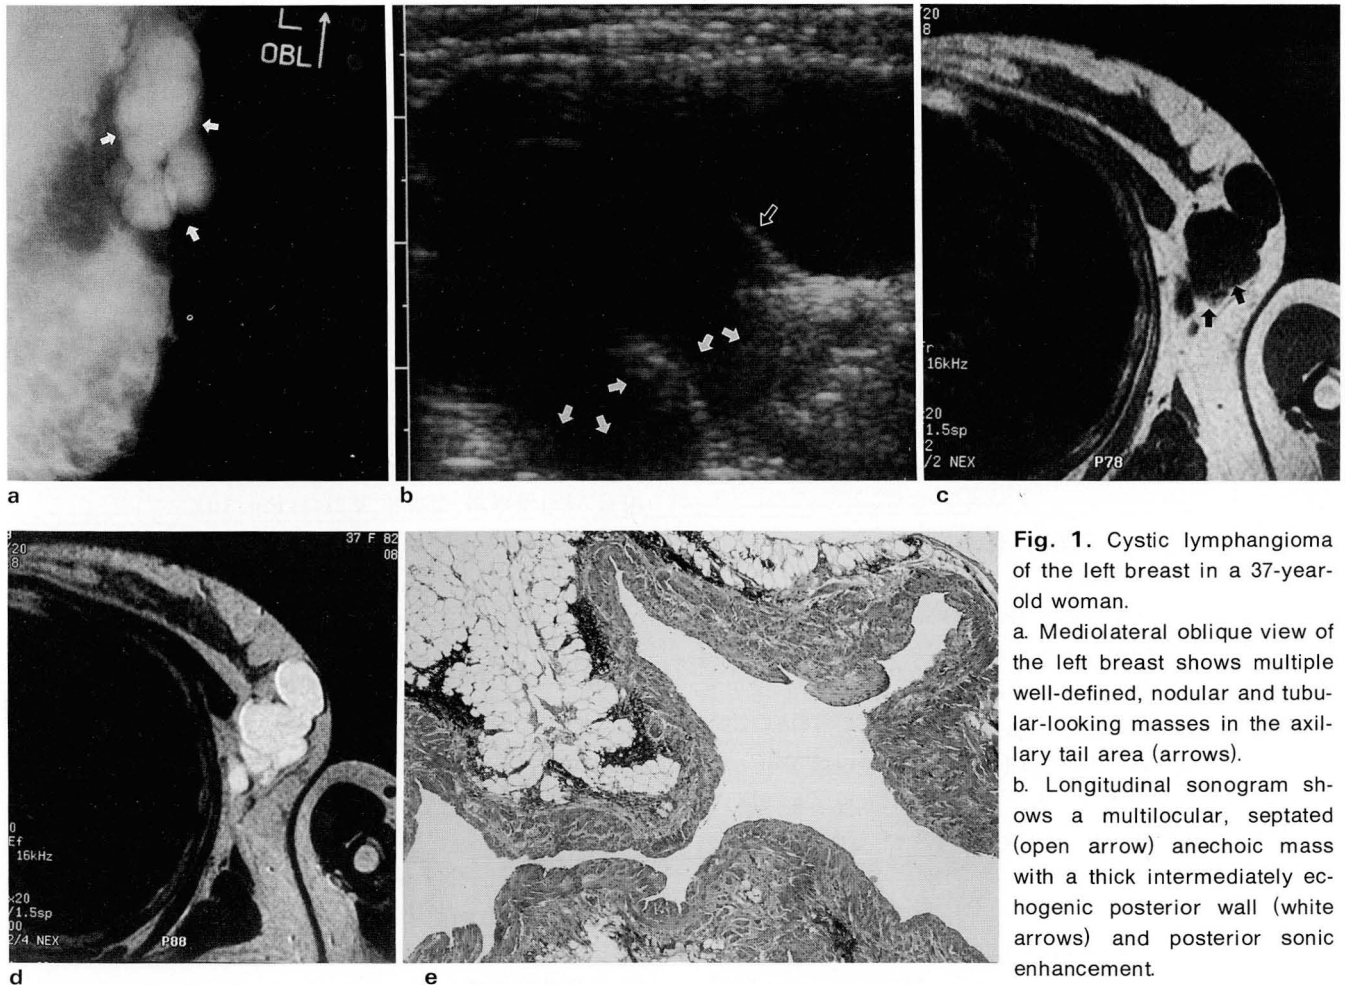 L
OBL
20
8
fr
16kHz
20
1.5sp
2
/2 NEX
P78
a
b
c
/20
8
37 F 82
08
0
Ef
16kHz
x20
/1.5sp
00
2/4 NEX
P88
d
e
Fig. 1. Cystic lymphangioma
of the left breast in a 37-year-
old woman.
a. Mediolateral oblique view of
the left breast shows multiple
well-defined, nodular and tubu-
lar-looking masses in the axil-
lary tail area (arrows).
b. Longitudinal sonogram sh-
ows a multilocular, septated
(open arrow) anechoic mass
with a thick intermediately ec-
hogenic posterior wall (white
arrows) and posterior sonic
enhancement.